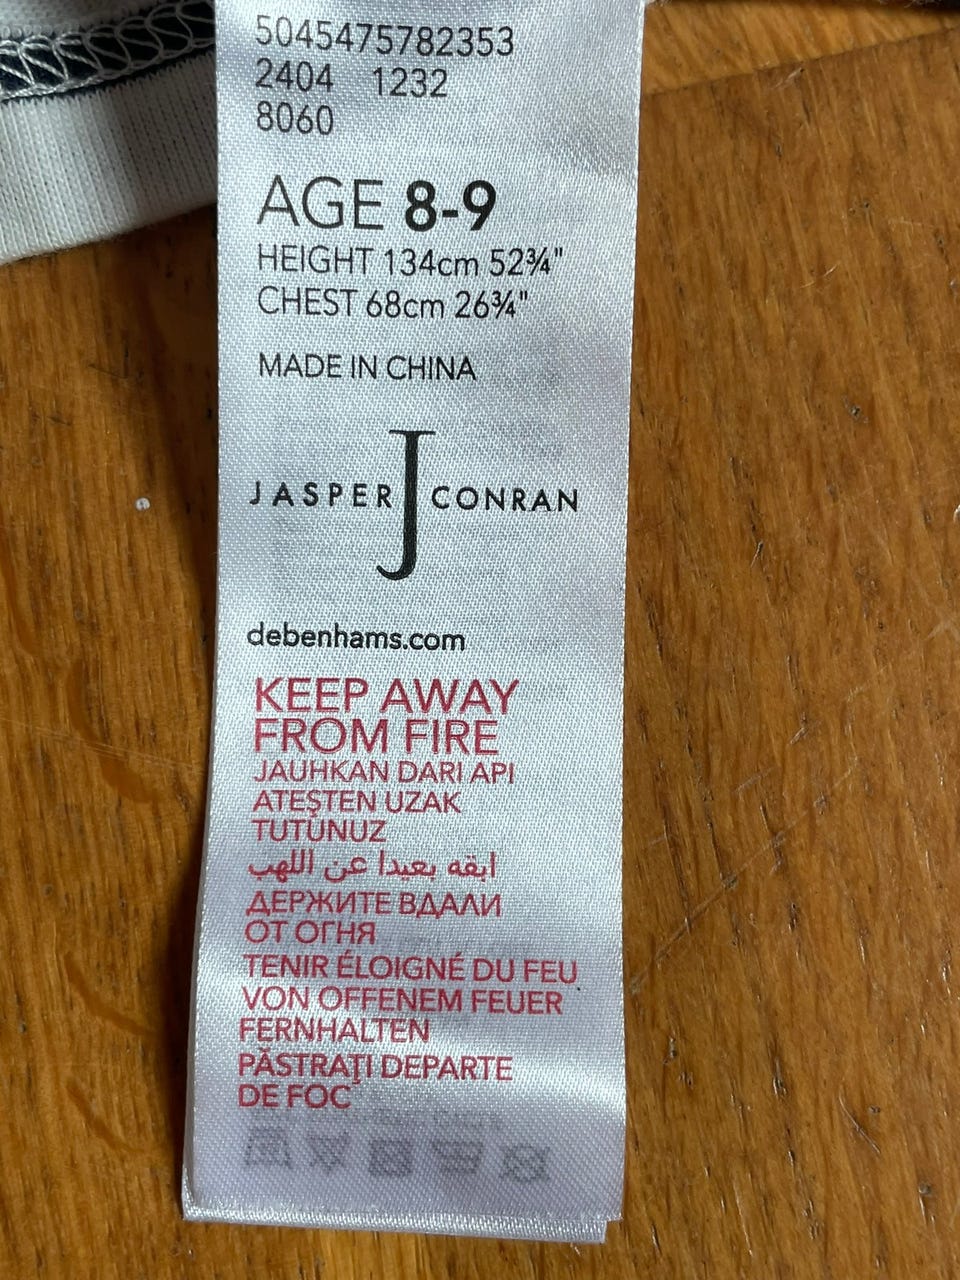 5045475782353
2404 1232
8060
AGE 8-9
HEIGHT 134cm 52¾"
CHEST 68cm 26¾"
MADE IN CHINA
JASPER J CONRAN
debenhams.com
KEEP AWAY
FROM FIRE
JAUHKAN DARI API
ATEŞTEN UZAK
TUTUNUZ
ابقه بعيدا عن اللهب
ДЕРЖИТЕ ВДАЛИ
ОТ ОГНЯ
TENIR ÉLOIGNÉ DU FEU
VON OFFENEM FEUER
FERNHALTEN
PĂSTRAŢI DEPARTE
DE FOC